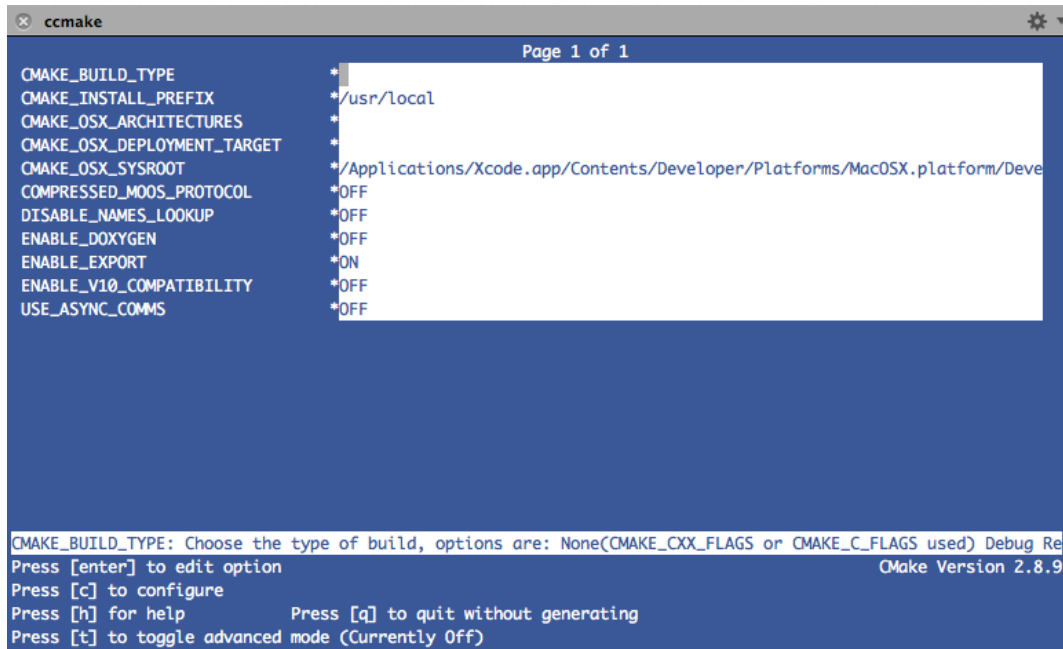 ccmake
Page 1 of 1
CMAKE_BUILD_TYPE *
CMAKE_INSTALL_PREFIX */usr/local
CMAKE_OSX_ARCHITECTURES *
CMAKE_OSX_DEPLOYMENT_TARGET *
CMAKE_OSX_SYSROOT */Applications/Xcode.app/Contents/Developer/Platforms/MacOSX.platform/Deve
COMPRESSED_MOOS_PROTOCOL *OFF
DISABLE_NAMES_LOOKUP *OFF
ENABLE_DOXYGEN *OFF
ENABLE_EXPORT *ON
ENABLE_V10_COMPATIBILITY *OFF
USE_ASYNC_COMMS *OFF
CMAKE_BUILD_TYPE: Choose the type of build, options are: None(CMAKE_CXX_FLAGS or CMAKE_C_FLAGS used) Debug Re
Press [enter] to edit option CMake Version 2.8.9
Press [c] to configure
Press [h] for help Press [q] to quit without generating
Press [t] to toggle advanced mode (Currently Off)